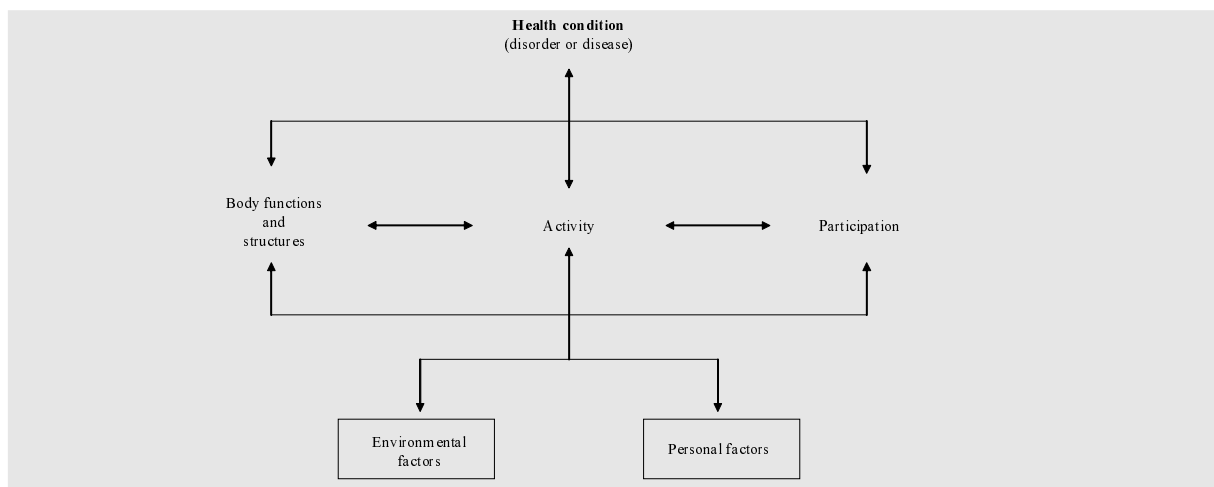 Health condition
(disorder or disease)
Body functions
and
structures
Activity
Participation
Environmental
factors
Personal factors